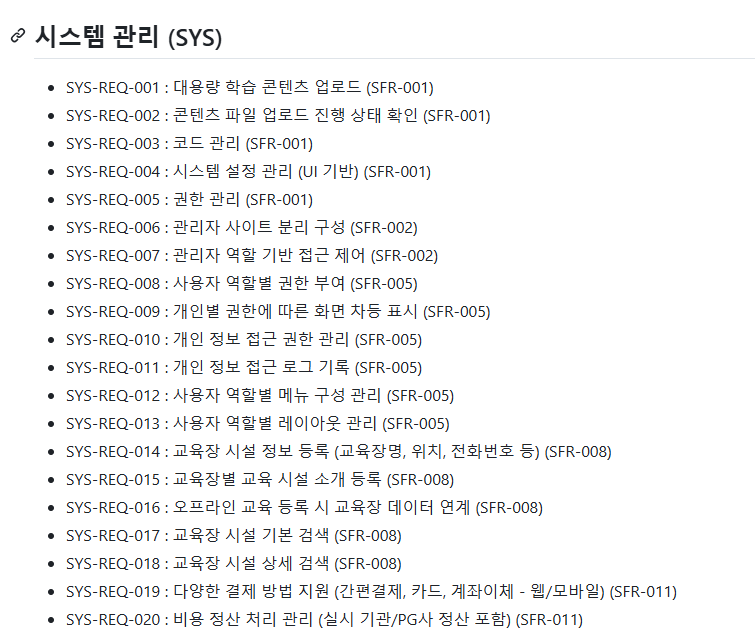 시스템 관리 (SYS)
SYS-REQ-001 : 대용량 학습 콘텐츠 업로드 (SFR-001)
SYS-REQ-002 : 콘텐츠 파일 업로드 진행 상태 확인 (SFR-001)
SYS-REQ-003 : 코드 관리 (SFR-001)
SYS-REQ-004 : 시스템 설정 관리 (UI 기반) (SFR-001)
SYS-REQ-005 : 권한 관리 (SFR-001)
SYS-REQ-006 : 관리자 사이트 분리 구성 (SFR-002)
SYS-REQ-007 : 관리자 역할 기반 접근 제어 (SFR-002)
SYS-REQ-008 : 사용자 역할별 권한 부여 (SFR-005)
SYS-REQ-009 : 개인별 권한에 따른 화면 차등 표시 (SFR-005)
SYS-REQ-010 : 개인 정보 접근 권한 관리 (SFR-005)
SYS-REQ-011 : 개인 정보 접근 로그 기록 (SFR-005)
SYS-REQ-012 : 사용자 역할별 메뉴 구성 관리 (SFR-005)
SYS-REQ-013 : 사용자 역할별 레이아웃 관리 (SFR-005)
SYS-REQ-014 : 교육장 시설 정보 등록 (교육장명, 위치, 전화번호 등) (SFR-008)
SYS-REQ-015 : 교육장별 교육 시설 소개 등록 (SFR-008)
SYS-REQ-016 : 오프라인 교육 등록 시 교육장 데이터 연계 (SFR-008)
SYS-REQ-017 : 교육장 시설 기본 검색 (SFR-008)
SYS-REQ-018 : 교육장 시설 상세 검색 (SFR-008)
SYS-REQ-019 : 다양한 결제 방법 지원 (간편결제, 카드, 계좌이체 - 웹/모바일) (SFR-011)
SYS-REQ-020 : 비용 정산 처리 관리 (실시 기관/PG사 정산 포함) (SFR-011)